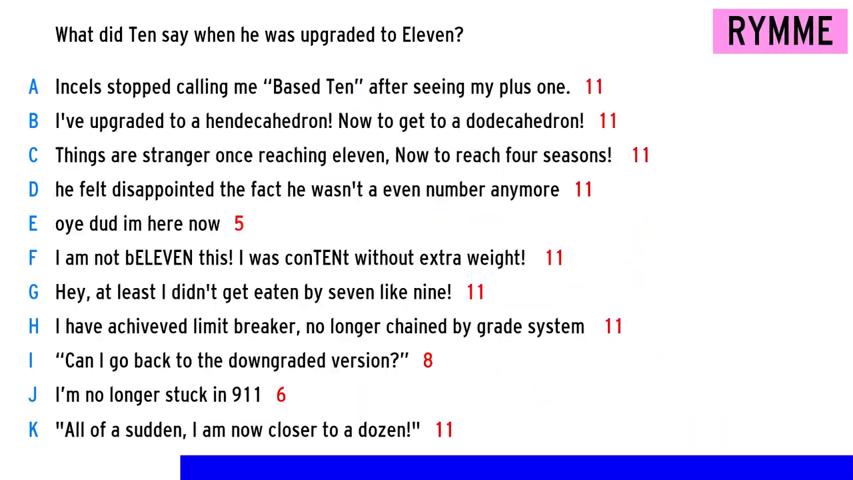 RYMME
What did Ten say when he was upgraded to Eleven?
A Incels stopped calling me “Based Ten” after seeing my plus one. 11
B I've upgraded to a hendecahedron! Now to get to a dodecahedron! 11
C Things are stranger once reaching eleven, Now to reach four seasons! 11
D he felt disappointed the fact he wasn't a even number anymore 11
E oye dud im here now 5
F I am not bELEVEN this! I was conTENt without extra weight! 11
G Hey, at least I didn't get eaten by seven like nine! 11
H I have achiveved limit breaker, no longer chained by grade system 11
I “Can I go back to the downgraded version?” 8
J I’m no longer stuck in 911 6
K "All of a sudden, I am now closer to a dozen!" 11